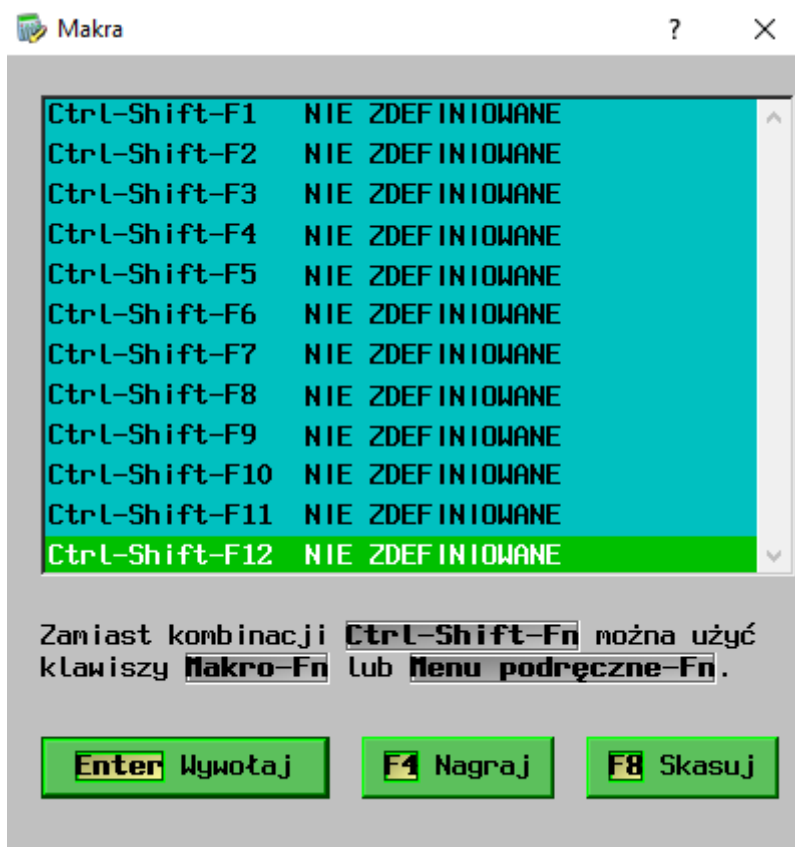 Makra
Ctrl-Shift-F1 NIE ZDEFINIOWANE
Ctrl-Shift-F2 NIE ZDEFINIOWANE
Ctrl-Shift-F3 NIE ZDEFINIOWANE
Ctrl-Shift-F4 NIE ZDEFINIOWANE
Ctrl-Shift-F5 NIE ZDEFINIOWANE
Ctrl-Shift-F6 NIE ZDEFINIOWANE
Ctrl-Shift-F7 NIE ZDEFINIOWANE
Ctrl-Shift-F8 NIE ZDEFINIOWANE
Ctrl-Shift-F9 NIE ZDEFINIOWANE
Ctrl-Shift-F10 NIE ZDEFINIOWANE
Ctrl-Shift-F11 NIE ZDEFINIOWANE
Ctrl-Shift-F12 NIE ZDEFINIOWANE
Zamiast kombinacji Ctrl-Shift-Fn można użyć
klawiszy Makro-Fn lub Menu podręczne-Fn.
Enter Wywołaj F4 Nagraj F8 Skasuj